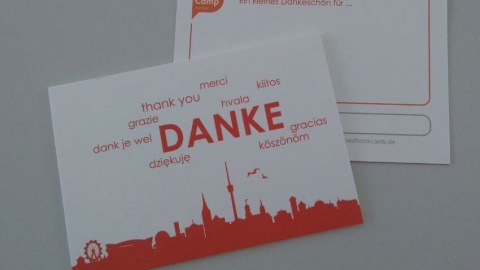 Camp
Ein kleines Dankeschön für ...
merci
kiitos
thank you
hvala
grazie
DANKE
gracias
dank je wel
köszönöm
dziękuję